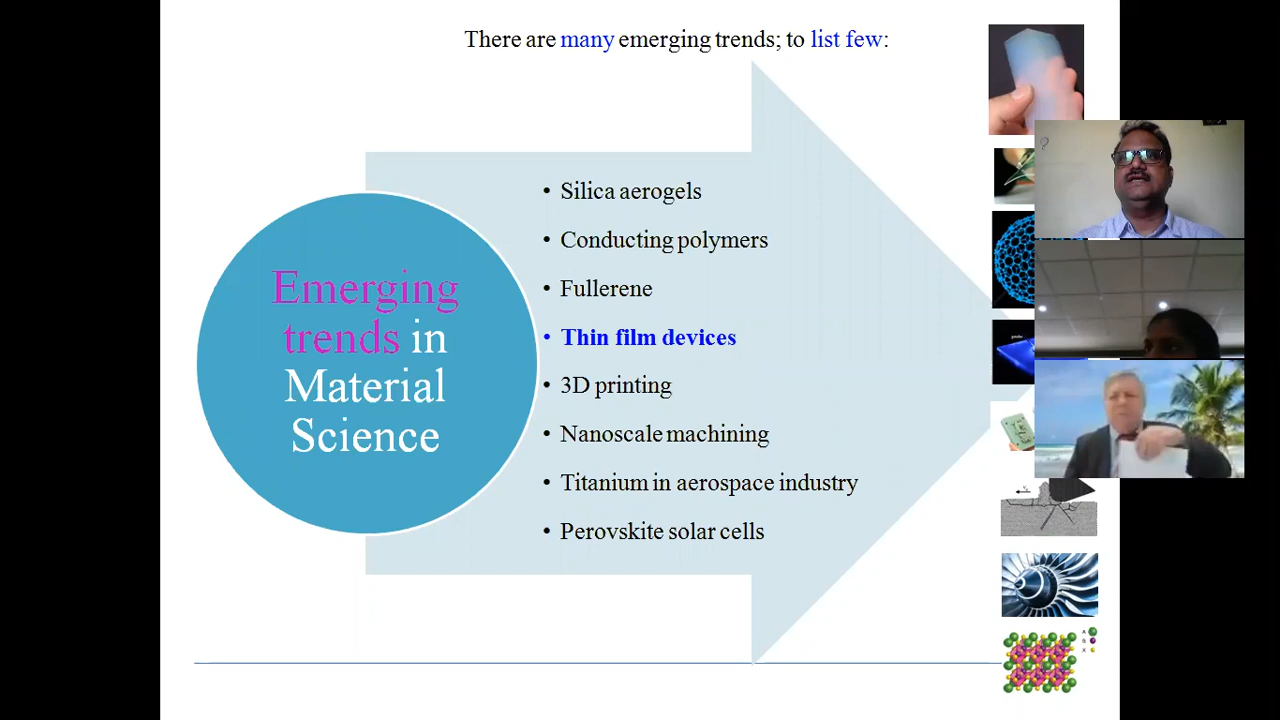 There are many emerging trends; to list few:
Emerging
trends in
Material
Science
• Silica aerogels
• Conducting polymers
• Fullerene
• Thin film devices
• 3D printing
• Nanoscale machining
• Titanium in aerospace industry
• Perovskite solar cells